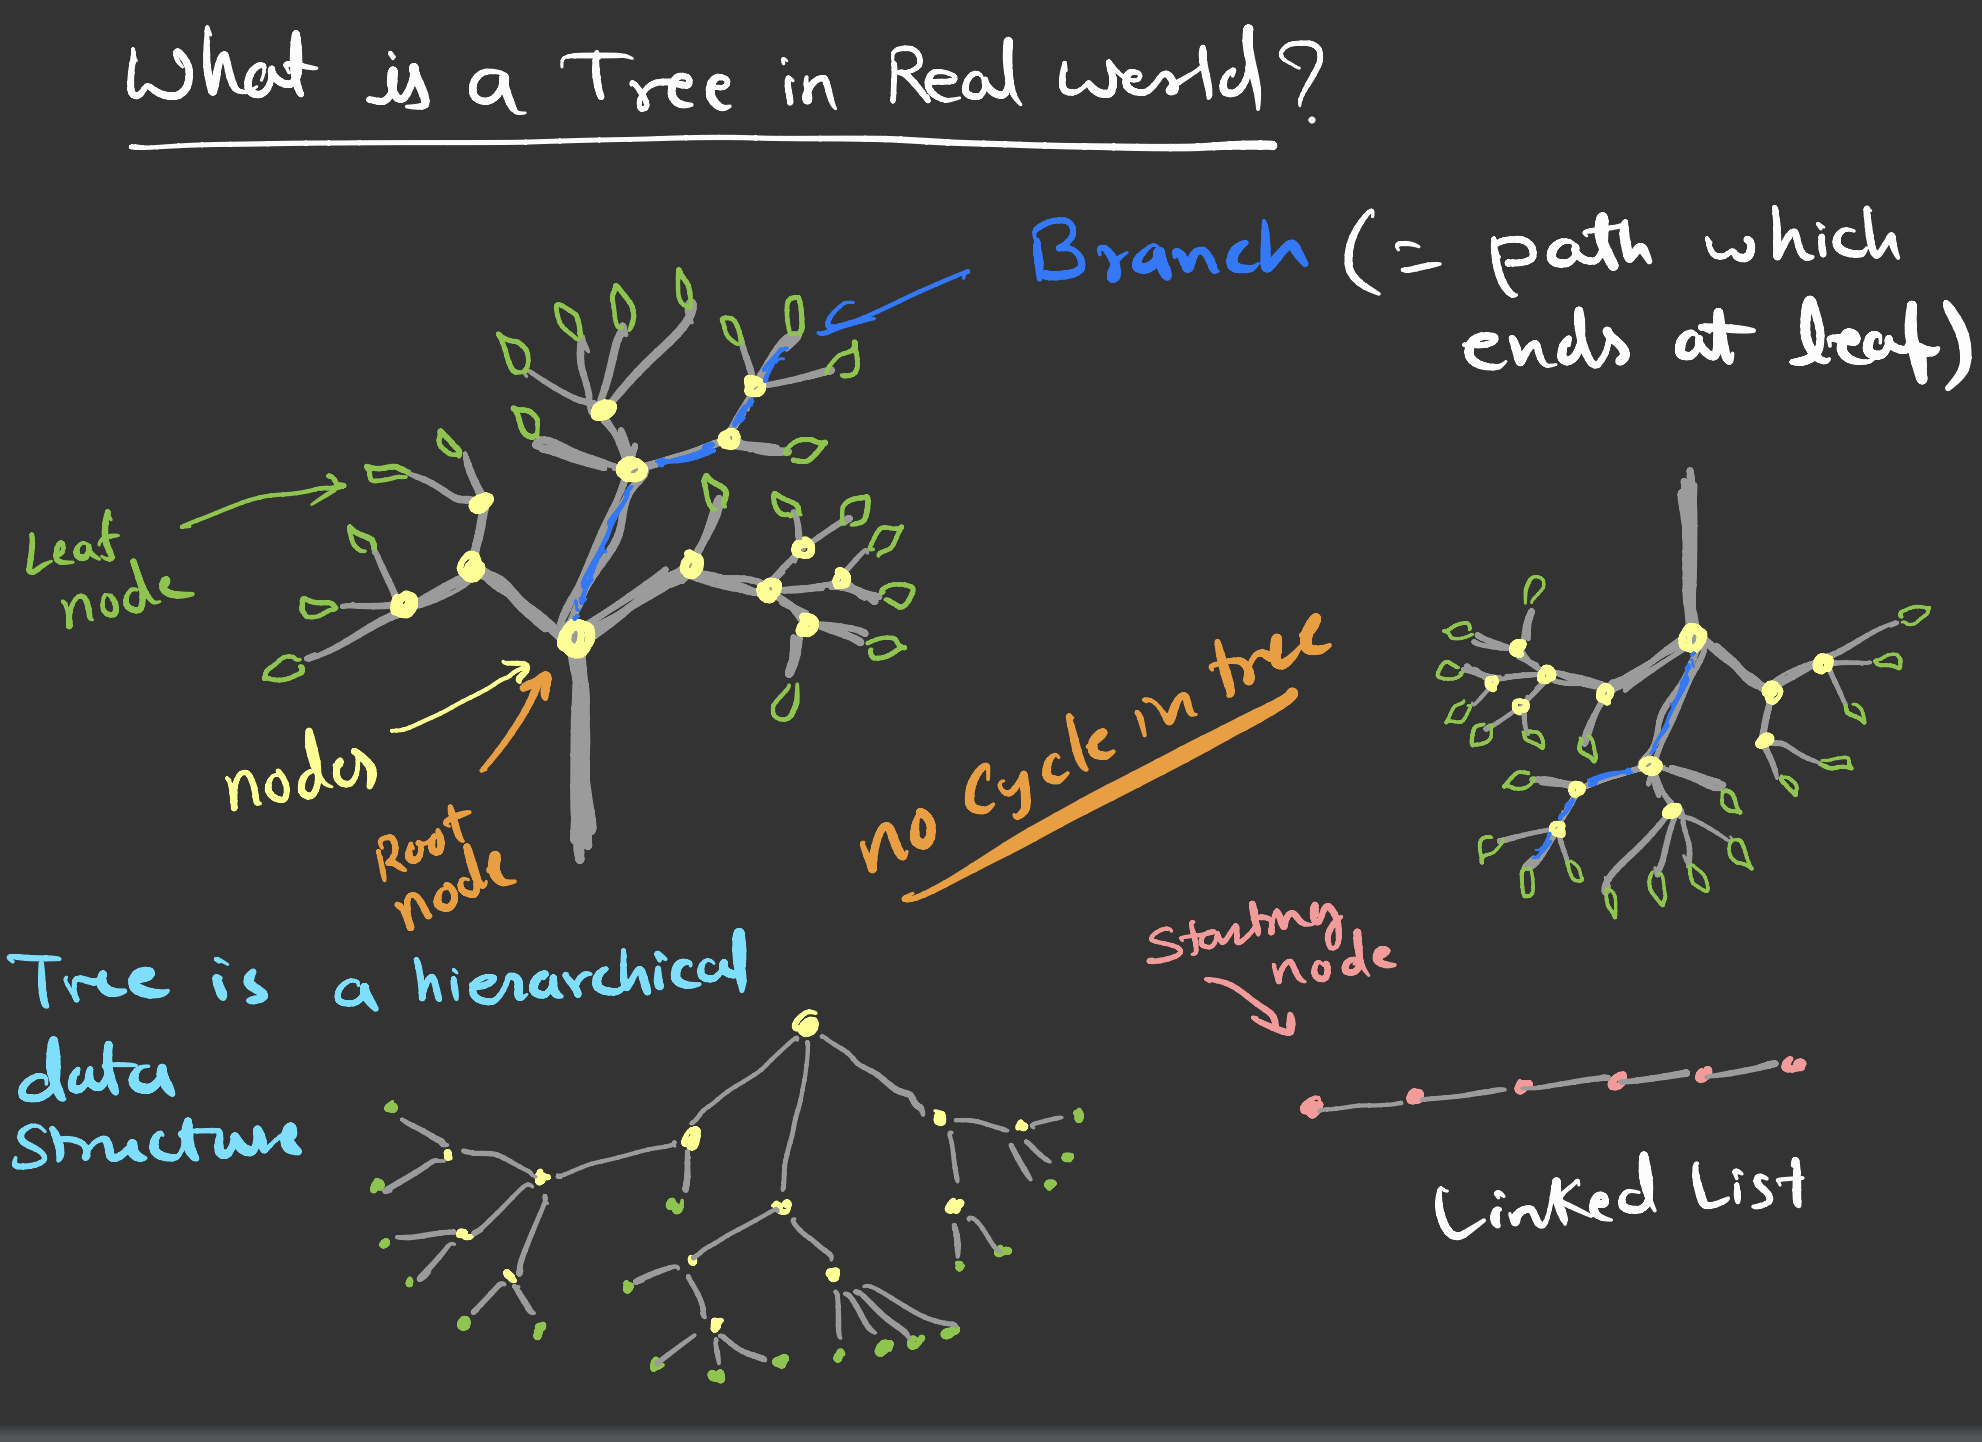 What is a Tree in Real World?
Branch (= path which
ends at leaf)
Leaf
node
nodes
Root
node
no Cycle in tree
Tree is a hierarchical
data
structure
Starting
node
Linked List